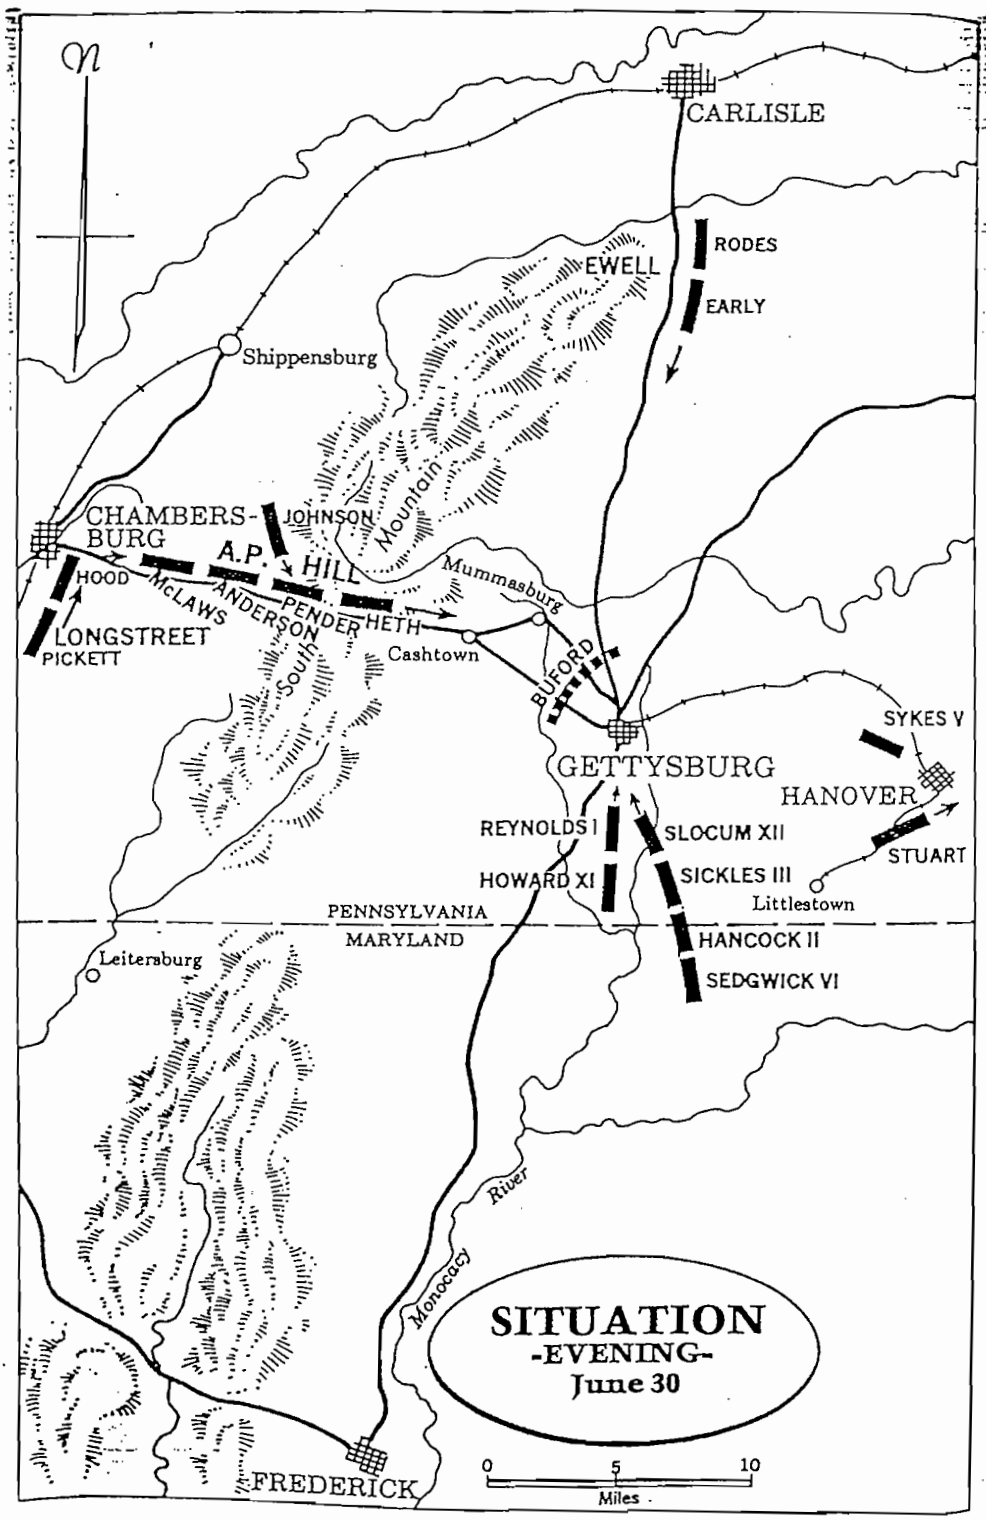 N
CARLISLE
RODES
EWELL
EARLY
Shippensburg
Mountain
CHAMBERS-
BURG
JOHNSON
A.P. HILL
HOOD
McLAWS
ANDERSON
PENDER
HETH
Mummasburg
LONGSTREET
PICKETT
South
Cashtown
BUFORD
SYKES V
GETTYSBURG
HANOVER
REYNOLDS I
SLOCUM XII
STUART
SICKLES III
HOWARD XI
Littlestown
PENNSYLVANIA
MARYLAND
HANCOCK II
Leitersburg
SEDGWICK VI
River
Monocacy
SITUATION
-EVENING-
June 30
FREDERICK
0 5 10
Miles